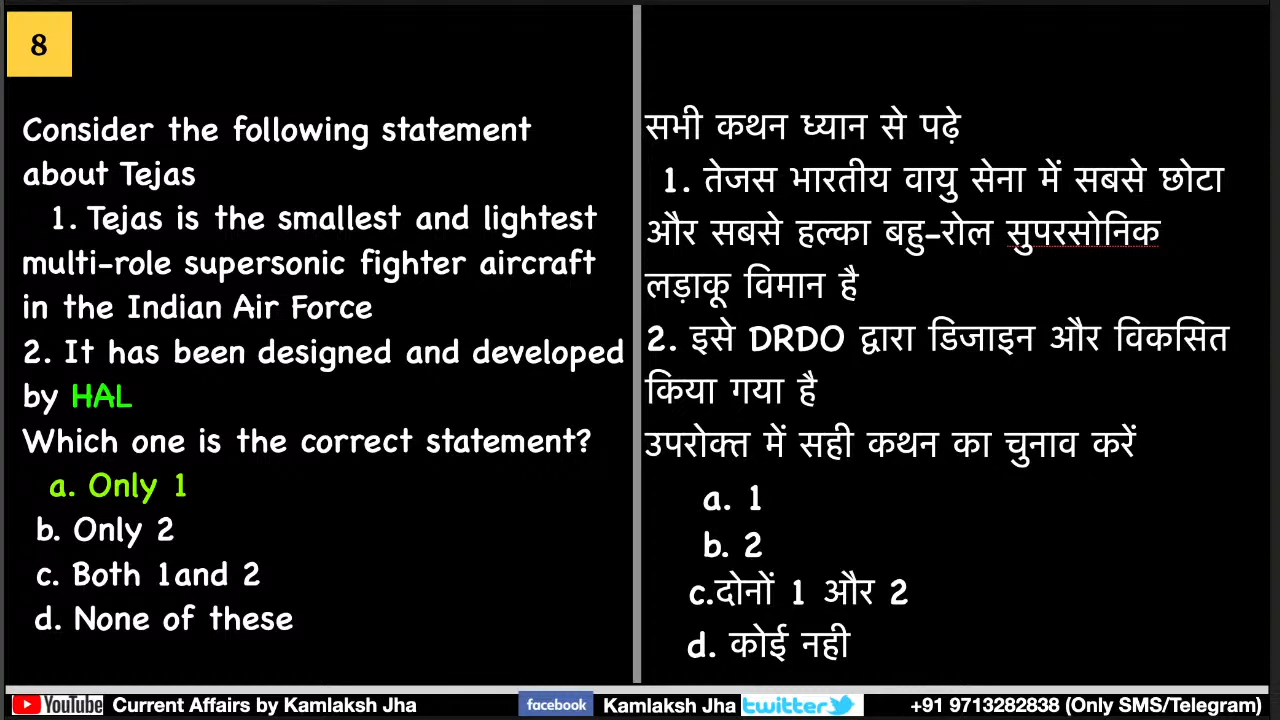 8
Consider the following statement
about Tejas
1. Tejas is the smallest and lightest
multi-role supersonic fighter aircraft
in the Indian Air Force
2. It has been designed and developed
by HAL
Which one is the correct statement?
a. Only 1
b. Only 2
c. Both 1and 2
d. None of these
सभी कथन ध्यान से पढ़े
1. तेजस भारतीय वायु सेना में सबसे छोटा
और सबसे हल्का बहु-रोल सुपरसोनिक
लड़ाकू विमान है
2. इसे DRDO द्वारा डिजाइन और विकसित
किया गया है
उपरोक्त में सही कथन का चुनाव करें
a. 1
b. 2
c.दोनों 1 और 2
d. कोई नही
YouTube Current Affairs by Kamlaksh Jha facebook Kamlaksh Jha twitter +91 9713282838 (Only SMS/Telegram)